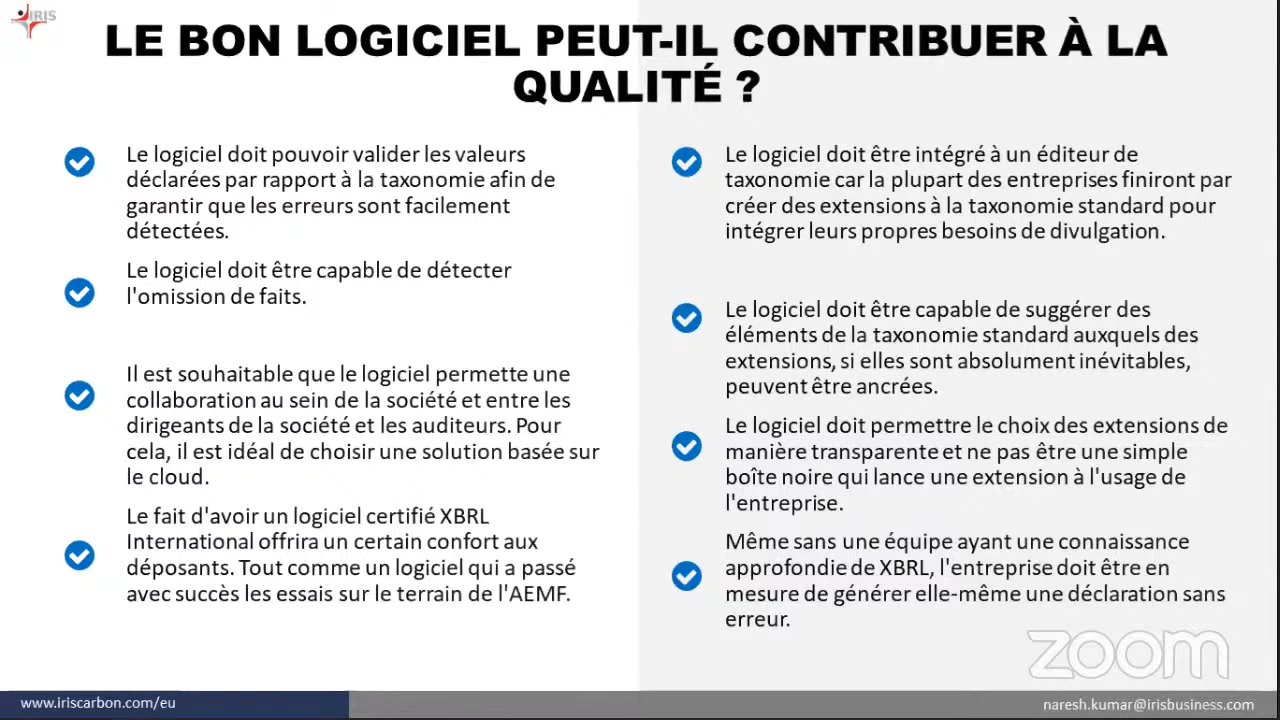 IRIS
LE BON LOGICIEL PEUT-IL CONTRIBUER À LA
QUALITÉ ?
Le logiciel doit pouvoir valider les valeurs
déclarées par rapport à la taxonomie afin de
garantir que les erreurs sont facilement
détectées.
Le logiciel doit être capable de détecter
l'omission de faits.
Il est souhaitable que le logiciel permette une
collaboration au sein de la société et entre les
dirigeants de la société et les auditeurs. Pour
cela, il est idéal de choisir une solution basée sur
le cloud.
Le fait d'avoir un logiciel certifié XBRL
International offrira un certain confort aux
déposants. Tout comme un logiciel qui a passé
avec succès les essais sur le terrain de l'AEMF.
Le logiciel doit être intégré à un éditeur de
taxonomie car la plupart des entreprises finiront par
créer des extensions à la taxonomie standard pour
intégrer leurs propres besoins de divulgation.
Le logiciel doit être capable de suggérer des
éléments de la taxonomie standard auxquels des
extensions, si elles sont absolument inévitables,
peuvent être ancrées.
Le logiciel doit permettre le choix des extensions de
manière transparente et ne pas être une simple
boîte noire qui lance une extension à l'usage de
l'entreprise.
Même sans une équipe ayant une connaissance
approfondie de XBRL, l'entreprise doit être en
mesure de générer elle-même une déclaration sans
erreur.
zoom
www.iriscarbon.com/eu
naresh.kumar@irisbusiness.com